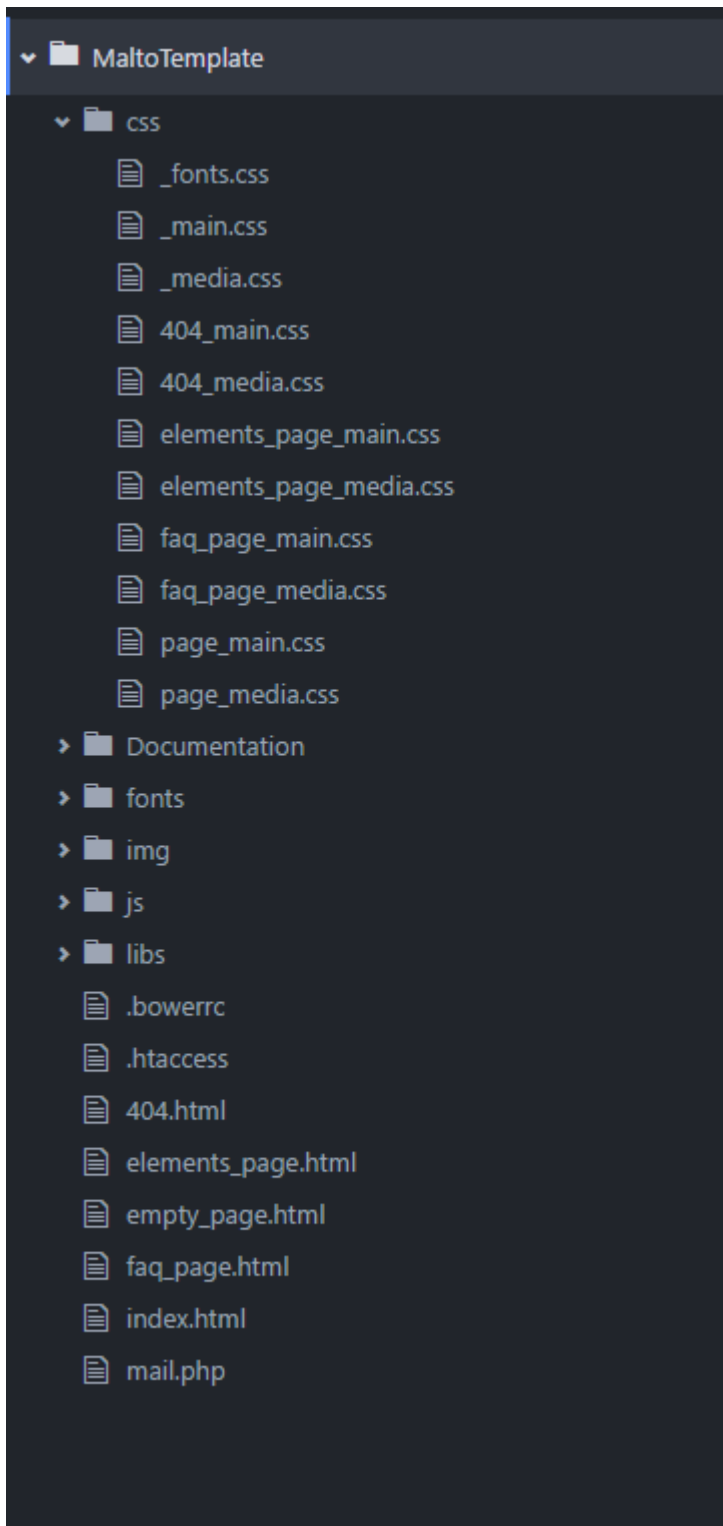 MaltoTemplate
css
_fonts.css
_main.css
_media.css
404_main.css
404_media.css
elements_page_main.css
elements_page_media.css
faq_page_main.css
faq_page_media.css
page_main.css
page_media.css
Documentation
fonts
img
js
libs
.bowerrc
.htaccess
404.html
elements_page.html
empty_page.html
faq_page.html
index.html
mail.php